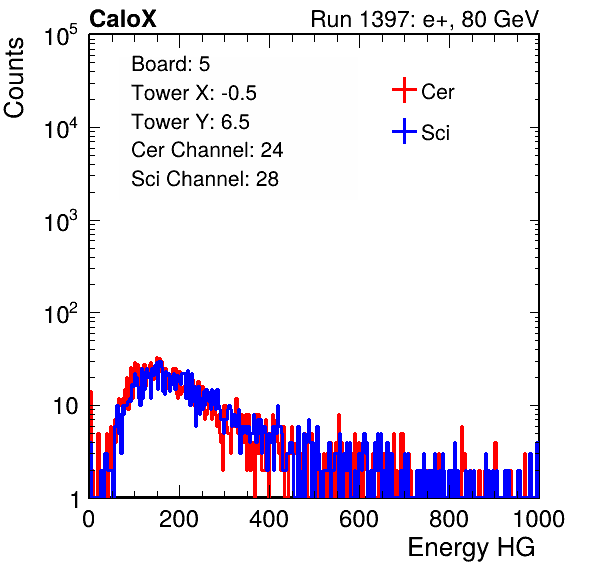 CaloX Run 1397: e+, 80 GeV
Counts
10^5
10^4
10^3
10^2
10
1
Board: 5
Tower X: -0.5
Tower Y: 6.5
Cer Channel: 24
Sci Channel: 28
Cer
Sci
0 200 400 600 800 1000
Energy HG